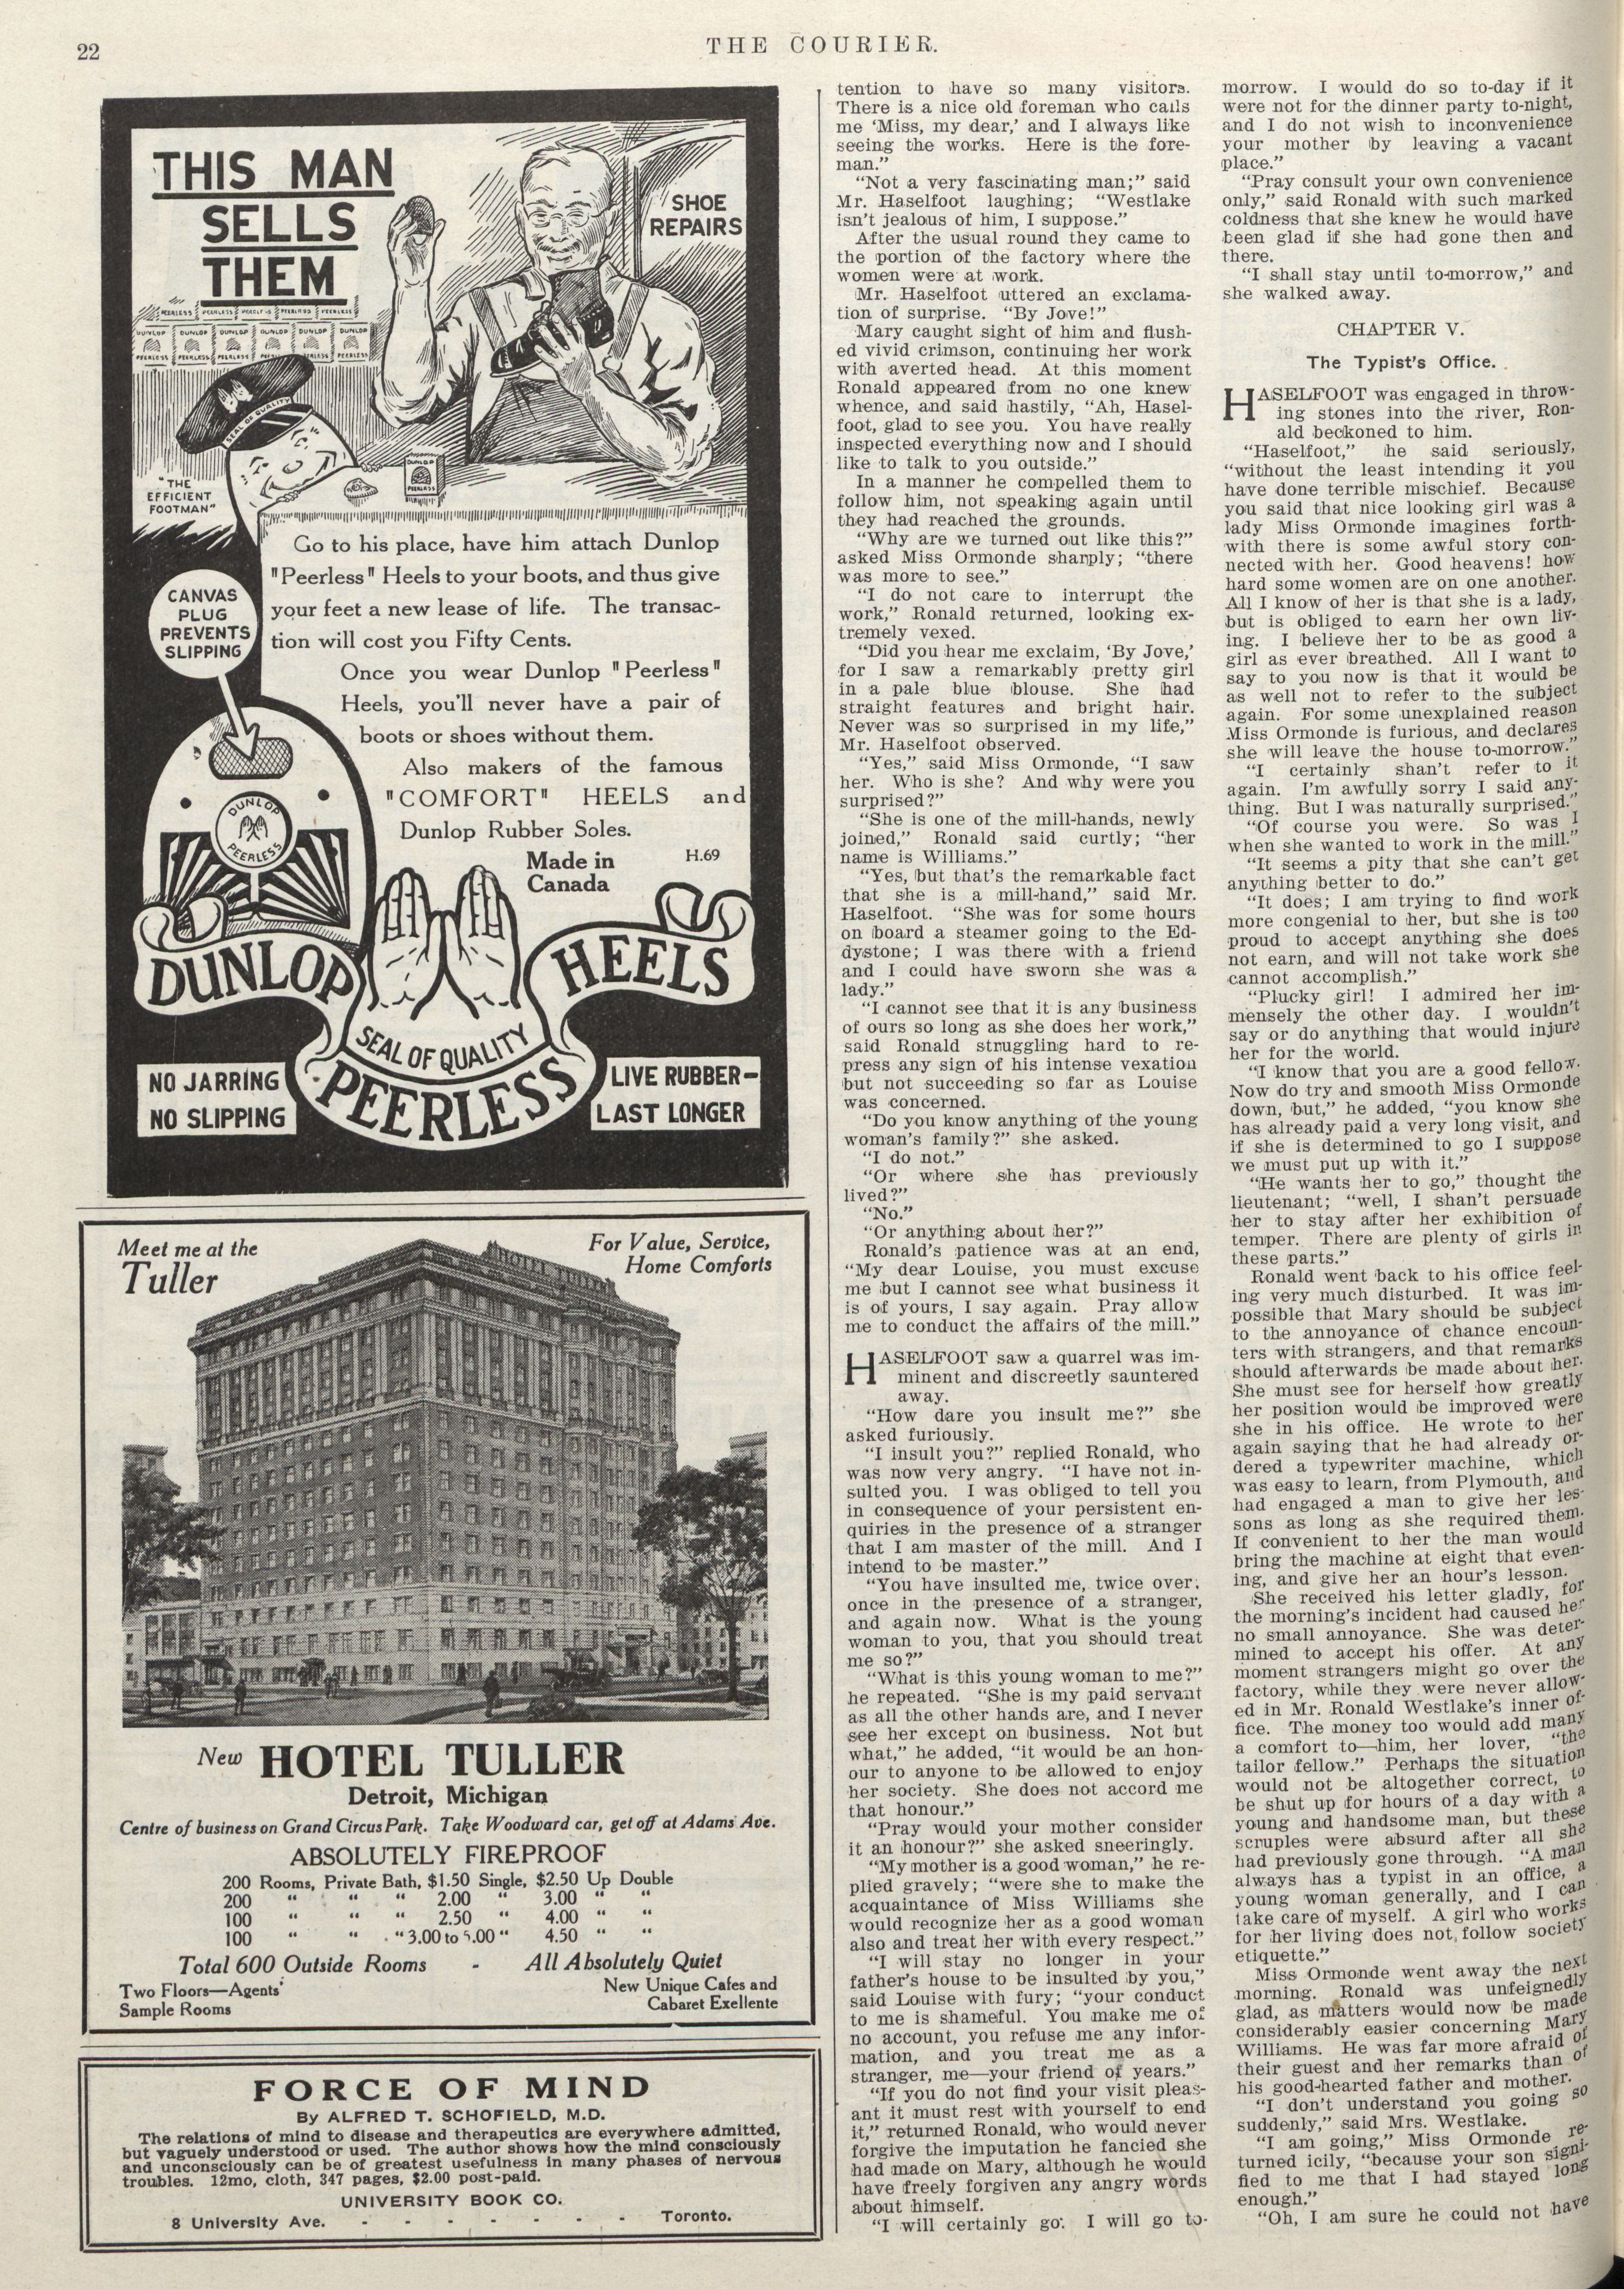 22
THE COURIER.
THIS MAN
SELLS
THEM
SHOE
REPAIRS
PEERLESS PEERLESS PEERLESS PEERLESS PEERLESS
DUNLOP DUNLOP DUNLOP DUNLOP DUNLOP DUNLOP
PEERLESS PEERLESS PEERLESS PEERLESS PEERLESS PEERLESS
SEAL OF QUALITY
DUNLOP
PEERLESS
"THE
EFFICIENT
FOOTMAN"
Go to his place, have him attach Dunlop
"Peerless" Heels to your boots, and thus give
your feet a new lease of life. The transac-
tion will cost you Fifty Cents.
Once you wear Dunlop "Peerless"
Heels, you'll never have a pair of
boots or shoes without them.
Also makers of the famous
"COMFORT" HEELS and
Dunlop Rubber Soles.
Made in
Canada
H.69
CANVAS
PLUG
PREVENTS
SLIPPING
DUNLOP
PEERLESS
DUNLOP HEELS
SEAL OF QUALITY
PEERLESS
NO JARRING
NO SLIPPING
LIVE RUBBER-
LAST LONGER
Meet me at the
Tuller
For Value, Service,
Home Comforts
HOTEL TULLER
New HOTEL TULLER
Detroit, Michigan
Centre of business on Grand Circus Park. Take Woodward car, get off at Adams Ave.
ABSOLUTELY FIREPROOF
200 Rooms, Private Bath, $1.50 Single, $2.50 Up Double
200 " " " 2.00 " 3.00 " "
100 " " " 2.50 " 4.00 " "
100 " " " 3.00 to 5.00 " 4.50 " "
Total 600 Outside Rooms - All Absolutely Quiet
Two Floors—Agents'
Sample Rooms
New Unique Cafes and
Cabaret Exellente
FORCE OF MIND
By ALFRED T. SCHOFIELD, M.D.
The relations of mind to disease and therapeutics are everywhere admitted,
but vaguely understood or used. The author shows how the mind consciously
and unconsciously can be of greatest usefulness in many phases of nervous
troubles. 12mo, cloth, 347 pages, $2.00 post-paid.
UNIVERSITY BOOK CO.
8 University Ave. - - - - - - - Toronto.
tention to have so many visitors.
There is a nice old foreman who calls
me 'Miss, my dear,' and I always like
seeing the works. Here is the fore-
man."
"Not a very fascinating man;" said
Mr. Haselfoot laughing; "Westlake
isn't jealous of him, I suppose."
After the usual round they came to
the portion of the factory where the
women were at work.
Mr. Haselfoot uttered an exclama-
tion of surprise. "By Jove!"
Mary caught sight of him and flush-
ed vivid crimson, continuing her work
with averted head. At this moment
Ronald appeared from no one knew
whence, and said hastily, "Ah, Hasel-
foot, glad to see you. You have really
inspected everything now and I should
like to talk to you outside."
In a manner he compelled them to
follow him, not speaking again until
they had reached the grounds.
"Why are we turned out like this?"
asked Miss Ormonde sharply; "there
was more to see."
"I do not care to interrupt the
work," Ronald returned, looking ex-
tremely vexed.
"Did you hear me exclaim, 'By Jove,'
for I saw a remarkably pretty girl
in a pale blue blouse. She had
straight features and bright hair.
Never was so surprised in my life,"
Mr. Haselfoot observed.
"Yes," said Miss Ormonde, "I saw
her. Who is she? And why were you
surprised?"
"She is one of the mill-hands, newly
joined," Ronald said curtly; "her
name is Williams."
"Yes, but that's the remarkable fact
that she is a mill-hand," said Mr.
Haselfoot. "She was for some hours
on board a steamer going to the Ed-
dystone; I was there with a friend
and I could have sworn she was a
lady."
"I cannot see that it is any business
of ours so long as she does her work,"
said Ronald struggling hard to re-
press any sign of his intense vexation
but not succeeding so far as Louise
was concerned.
"Do you know anything of the young
woman's family?" she asked.
"I do not."
"Or where she has previously
lived?"
"No."
"Or anything about her?"
Ronald's patience was at an end,
"My dear Louise, you must excuse
me but I cannot see what business it
is of yours, I say again. Pray allow
me to conduct the affairs of the mill."
HASELFOOT saw a quarrel was im-
minent and discreetly sauntered
away.
"How dare you insult me?" she
asked furiously.
"I insult you?" replied Ronald, who
was now very angry. "I have not in-
sulted you. I was obliged to tell you
in consequence of your persistent en-
quiries in the presence of a stranger
that I am master of the mill. And I
intend to be master."
"You have insulted me, twice over;
once in the presence of a stranger,
and again now. What is the young
woman to you, that you should treat
me so?"
"What is this young woman to me?"
he repeated. "She is my paid servant
as all the other hands are, and I never
see her except on business. Not but
what," he added, "it would be an hon-
our to anyone to be allowed to enjoy
her society. She does not accord me
that honour."
"Pray would your mother consider
it an honour?" she asked sneeringly.
"My mother is a good woman," he re-
plied gravely; "were she to make the
acquaintance of Miss Williams she
would recognize her as a good woman
also and treat her with every respect."
"I will stay no longer in your
father's house to be insulted by you,"
said Louise with fury; "your conduct
to me is shameful. You make me of
no account, you refuse me any infor-
mation, and you treat me as a
stranger, me—your friend of years."
"If you do not find your visit pleas-
ant it must rest with yourself to end
it," returned Ronald, who would never
forgive the imputation he fancied she
had made on Mary, although he would
have freely forgiven any angry words
about himself.
"I will certainly go. I will go to-
morrow. I would do so to-day if it
were not for the dinner party to-night,
and I do not wish to inconvenience
your mother by leaving a vacant
place."
"Pray consult your own convenience
only," said Ronald with such marked
coldness that she knew he would have
been glad if she had gone then and
there.
"I shall stay until to-morrow," and
she walked away.
CHAPTER V.
The Typist's Office.
HASELFOOT was engaged in throw-
ing stones into the river, Ron-
ald beckoned to him.
"Haselfoot," he said seriously,
"without the least intending it you
have done terrible mischief. Because
you said that nice looking girl was a
lady Miss Ormonde imagines forth-
with there is some awful story con-
nected with her. Good heavens! how
hard some women are on one another.
All I know of her is that she is a lady,
but is obliged to earn her own liv-
ing. I believe her to be as good a
girl as ever breathed. All I want to
say to you now is that it would be
as well not to refer to the subject
again. For some unexplained reason
Miss Ormonde is furious, and declares
she will leave the house to-morrow."
"I certainly shan't refer to it
again. I'm awfully sorry I said any-
thing. But I was naturally surprised."
"Of course you were. So was I
when she wanted to work in the mill."
"It seems a pity that she can't get
anything better to do."
"It does; I am trying to find work
more congenial to her, but she is too
proud to accept anything she does
not earn, and will not take work she
cannot accomplish."
"Plucky girl! I admired her im-
mensely the other day. I wouldn't
say or do anything that would injure
her for the world.
"I know that you are a good fellow.
Now do try and smooth Miss Ormonde
down, but," he added, "you know she
has already paid a very long visit, and
if she is determined to go I suppose
we must put up with it."
"He wants her to go," thought the
lieutenant; "well, I shan't persuade
her to stay after her exhibition of
temper. There are plenty of girls in
these parts."
Ronald went back to his office feel-
ing very much disturbed. It was im-
possible that Mary should be subject
to the annoyance of chance encoun-
ters with strangers, and that remarks
should afterwards be made about her.
She must see for herself how greatly
her position would be improved were
she in his office. He wrote to her
again saying that he had already or-
dered a typewriter machine, which
was easy to learn, from Plymouth, and
had engaged a man to give her les-
sons as long as she required them.
If convenient to her the man would
bring the machine at eight that even-
ing, and give her an hour's lesson.
She received his letter gladly, for
the morning's incident had caused her
no small annoyance. She was deter-
mined to accept his offer. At any
moment strangers might go over the
factory, while they were never allow-
ed in Mr. Ronald Westlake's inner of-
fice. The money too would add many
a comfort to—him, her lover, "the
tailor fellow." Perhaps the situation
would not be altogether correct, to
be shut up for hours of a day with a
young and handsome man, but these
scruples were absurd after all she
had previously gone through. "A man
always has a typist in an office, a
young woman generally, and I can
take care of myself. A girl who works
for her living does not follow society
etiquette."
Miss Ormonde went away the next
morning. Ronald was unfeignedly
glad, as matters would now be made
considerably easier concerning Mary
Williams. He was far more afraid of
their guest and her remarks than of
his good-hearted father and mother.
"I don't understand you going so
suddenly," said Mrs. Westlake.
"I am going," Miss Ormonde re-
turned icily, "because your son signi-
fied to me that I had stayed long
enough."
"Oh, I am sure he could not have